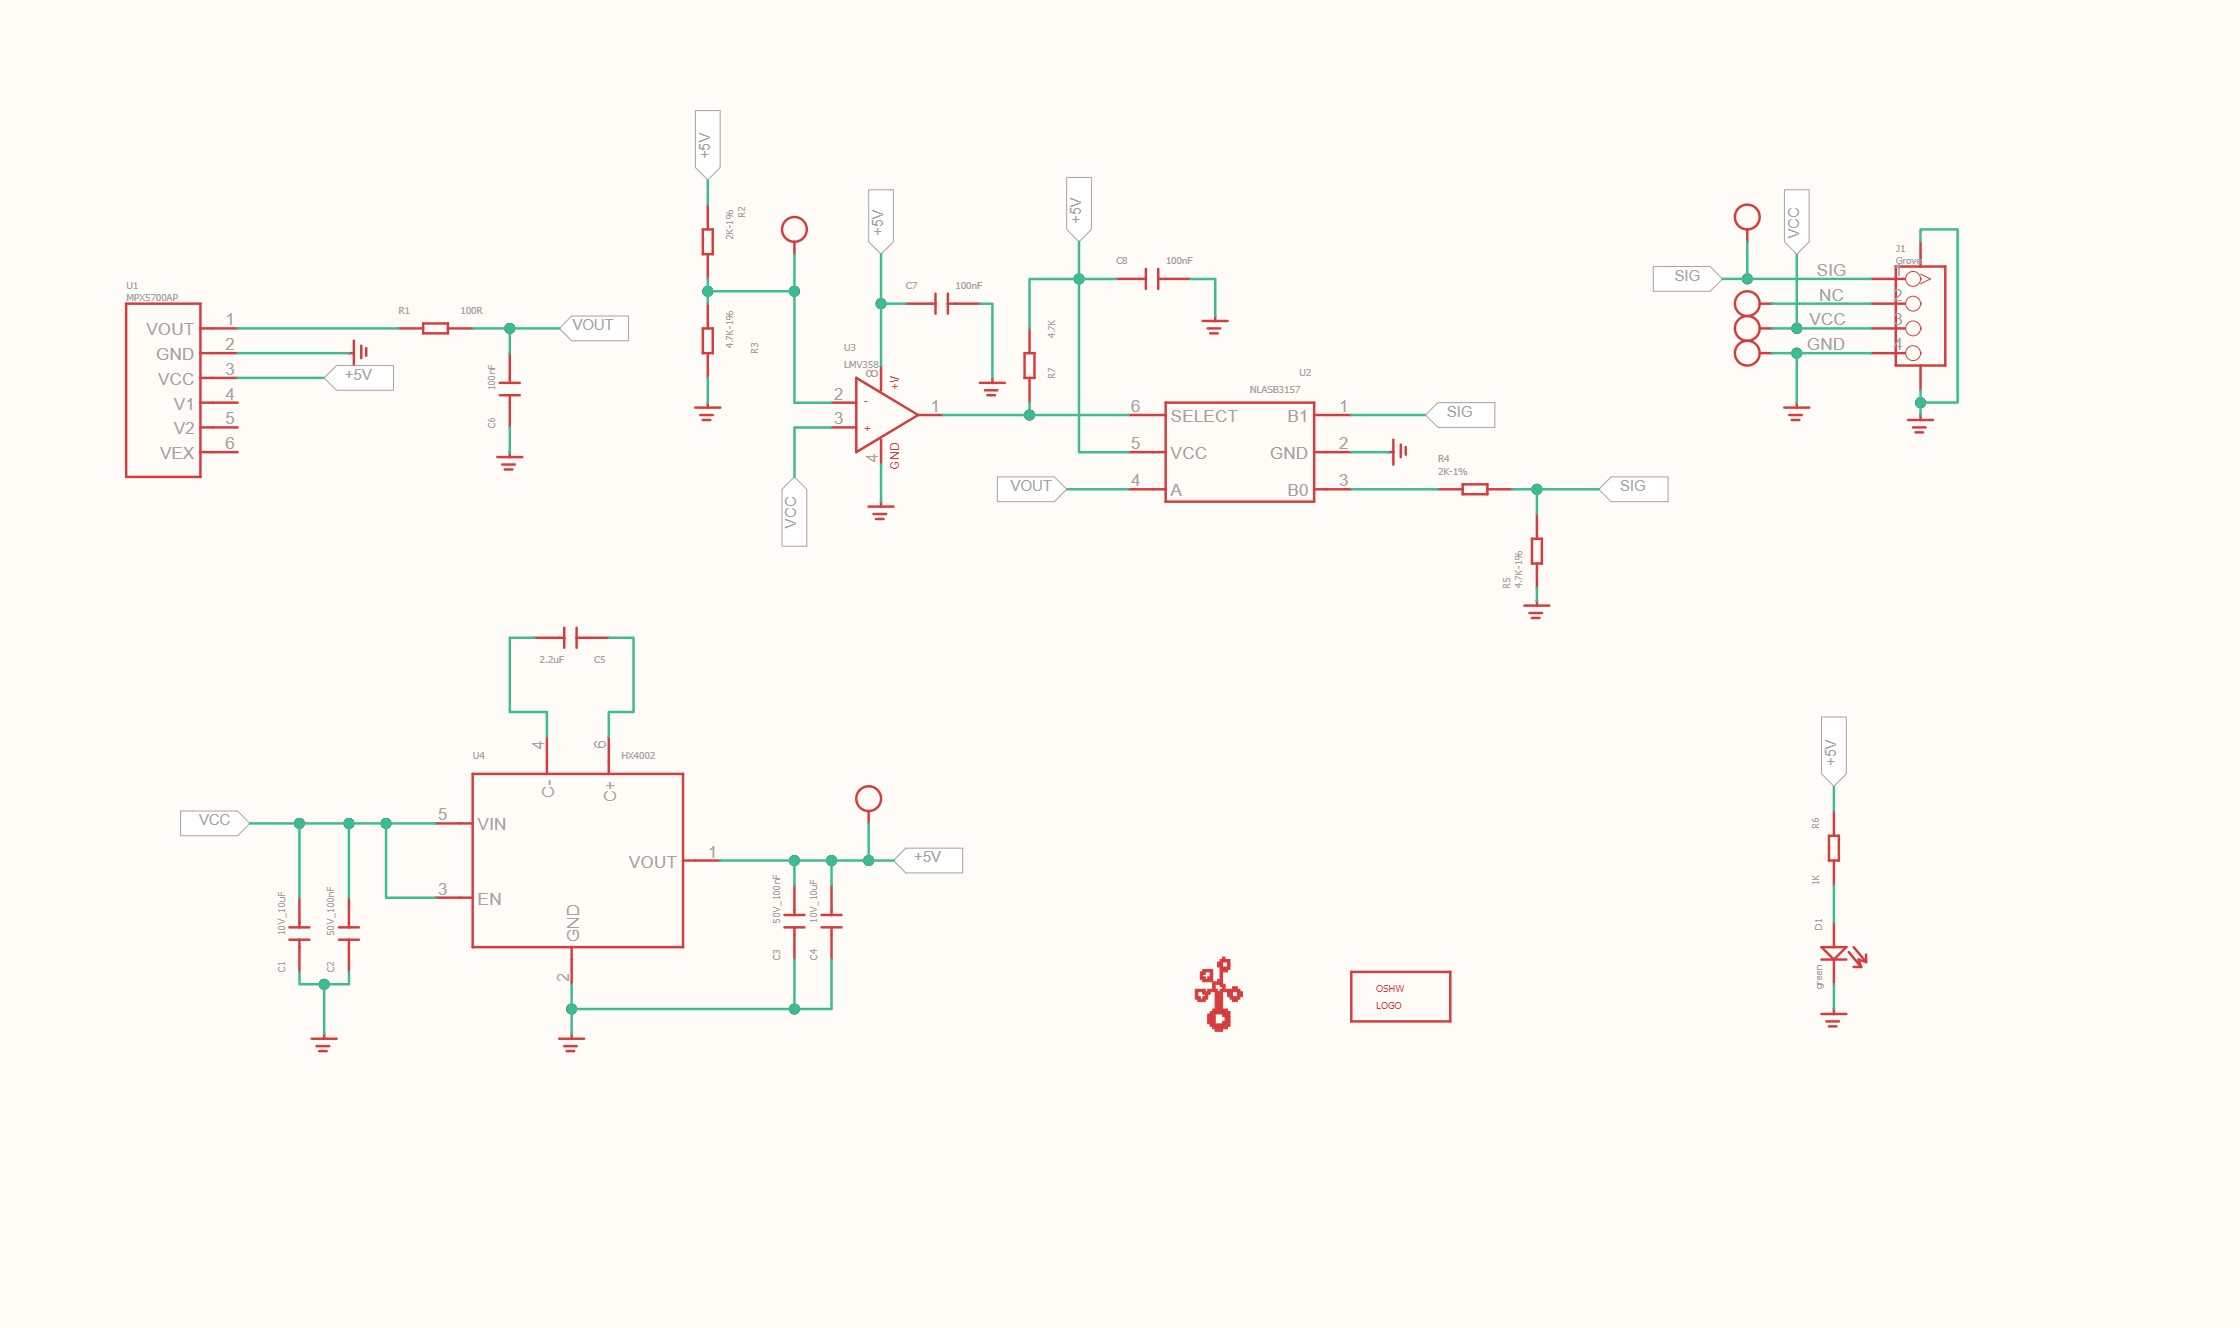 U1
MPX5700AP
VOUT 1
GND 2
VCC 3
V1 4
V2 5
VEX 6
R1 100R
VOUT
+5V
100nF
C6
+5V
2K-1%
R2
4.7K-1%
R3
+5V
C7 100nF
U3
LMV358
8
+V
2 -
3 +
1
4
GND
VCC
+5V
C8 100nF
4.7K
R7
U2
NLASB3157
6 SELECT B1 1
5 VCC GND 2
4 A B0 3
VOUT
SIG
R4
2K-1%
SIG
R5
4.7K-1%
VCC
J1
Grove
SIG
SIG 1
NC 2
VCC 3
GND 4
2.2uF C5
4 6
U4 HX4002
C- C+
VCC
5 VIN
VOUT 1
3 EN
GND
2
+5V
10V_10uF
C1
50V_100nF
C2
50V_100nF
C3
10V_10uF
C4
OSHW
LOGO
+5V
R6
1K
D1
green